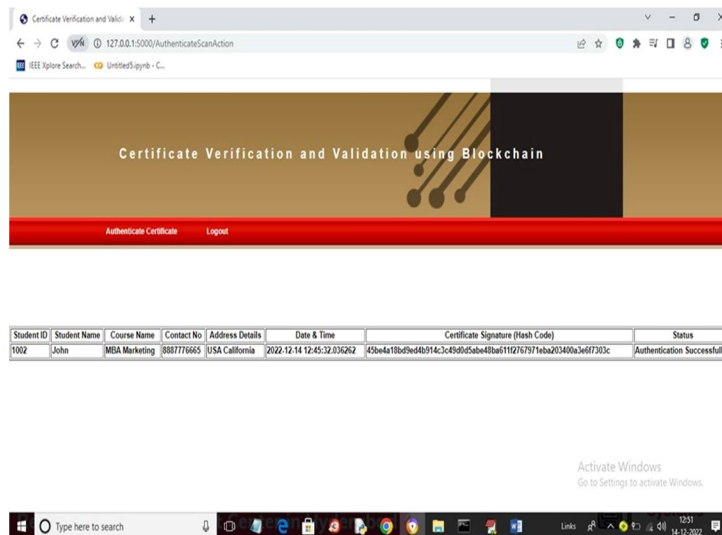 Certificate Verification and Valida
127.0.0.1:5000/AuthenticateScanAction
IEEE Xplore Search...
Untitled5.ipynb - C...
Certificate Verification and Validation using Blockchain
Authenticate Certificate Logout
Student ID Student Name Course Name Contact No Address Details Date & Time Certificate Signature (Hash Code) Status
1002 John MBA Marketing 8887776665 USA California 2022-12-14 12:45:32.036262 45be4a18bd9ed4b914c3c49d0d5abe48ba611f2767971eba203400a3e6f7303c Authentication Successfull
Activate Windows
Go to Settings to activate Windows.
Type here to search
Links
12:51
14-12-2022